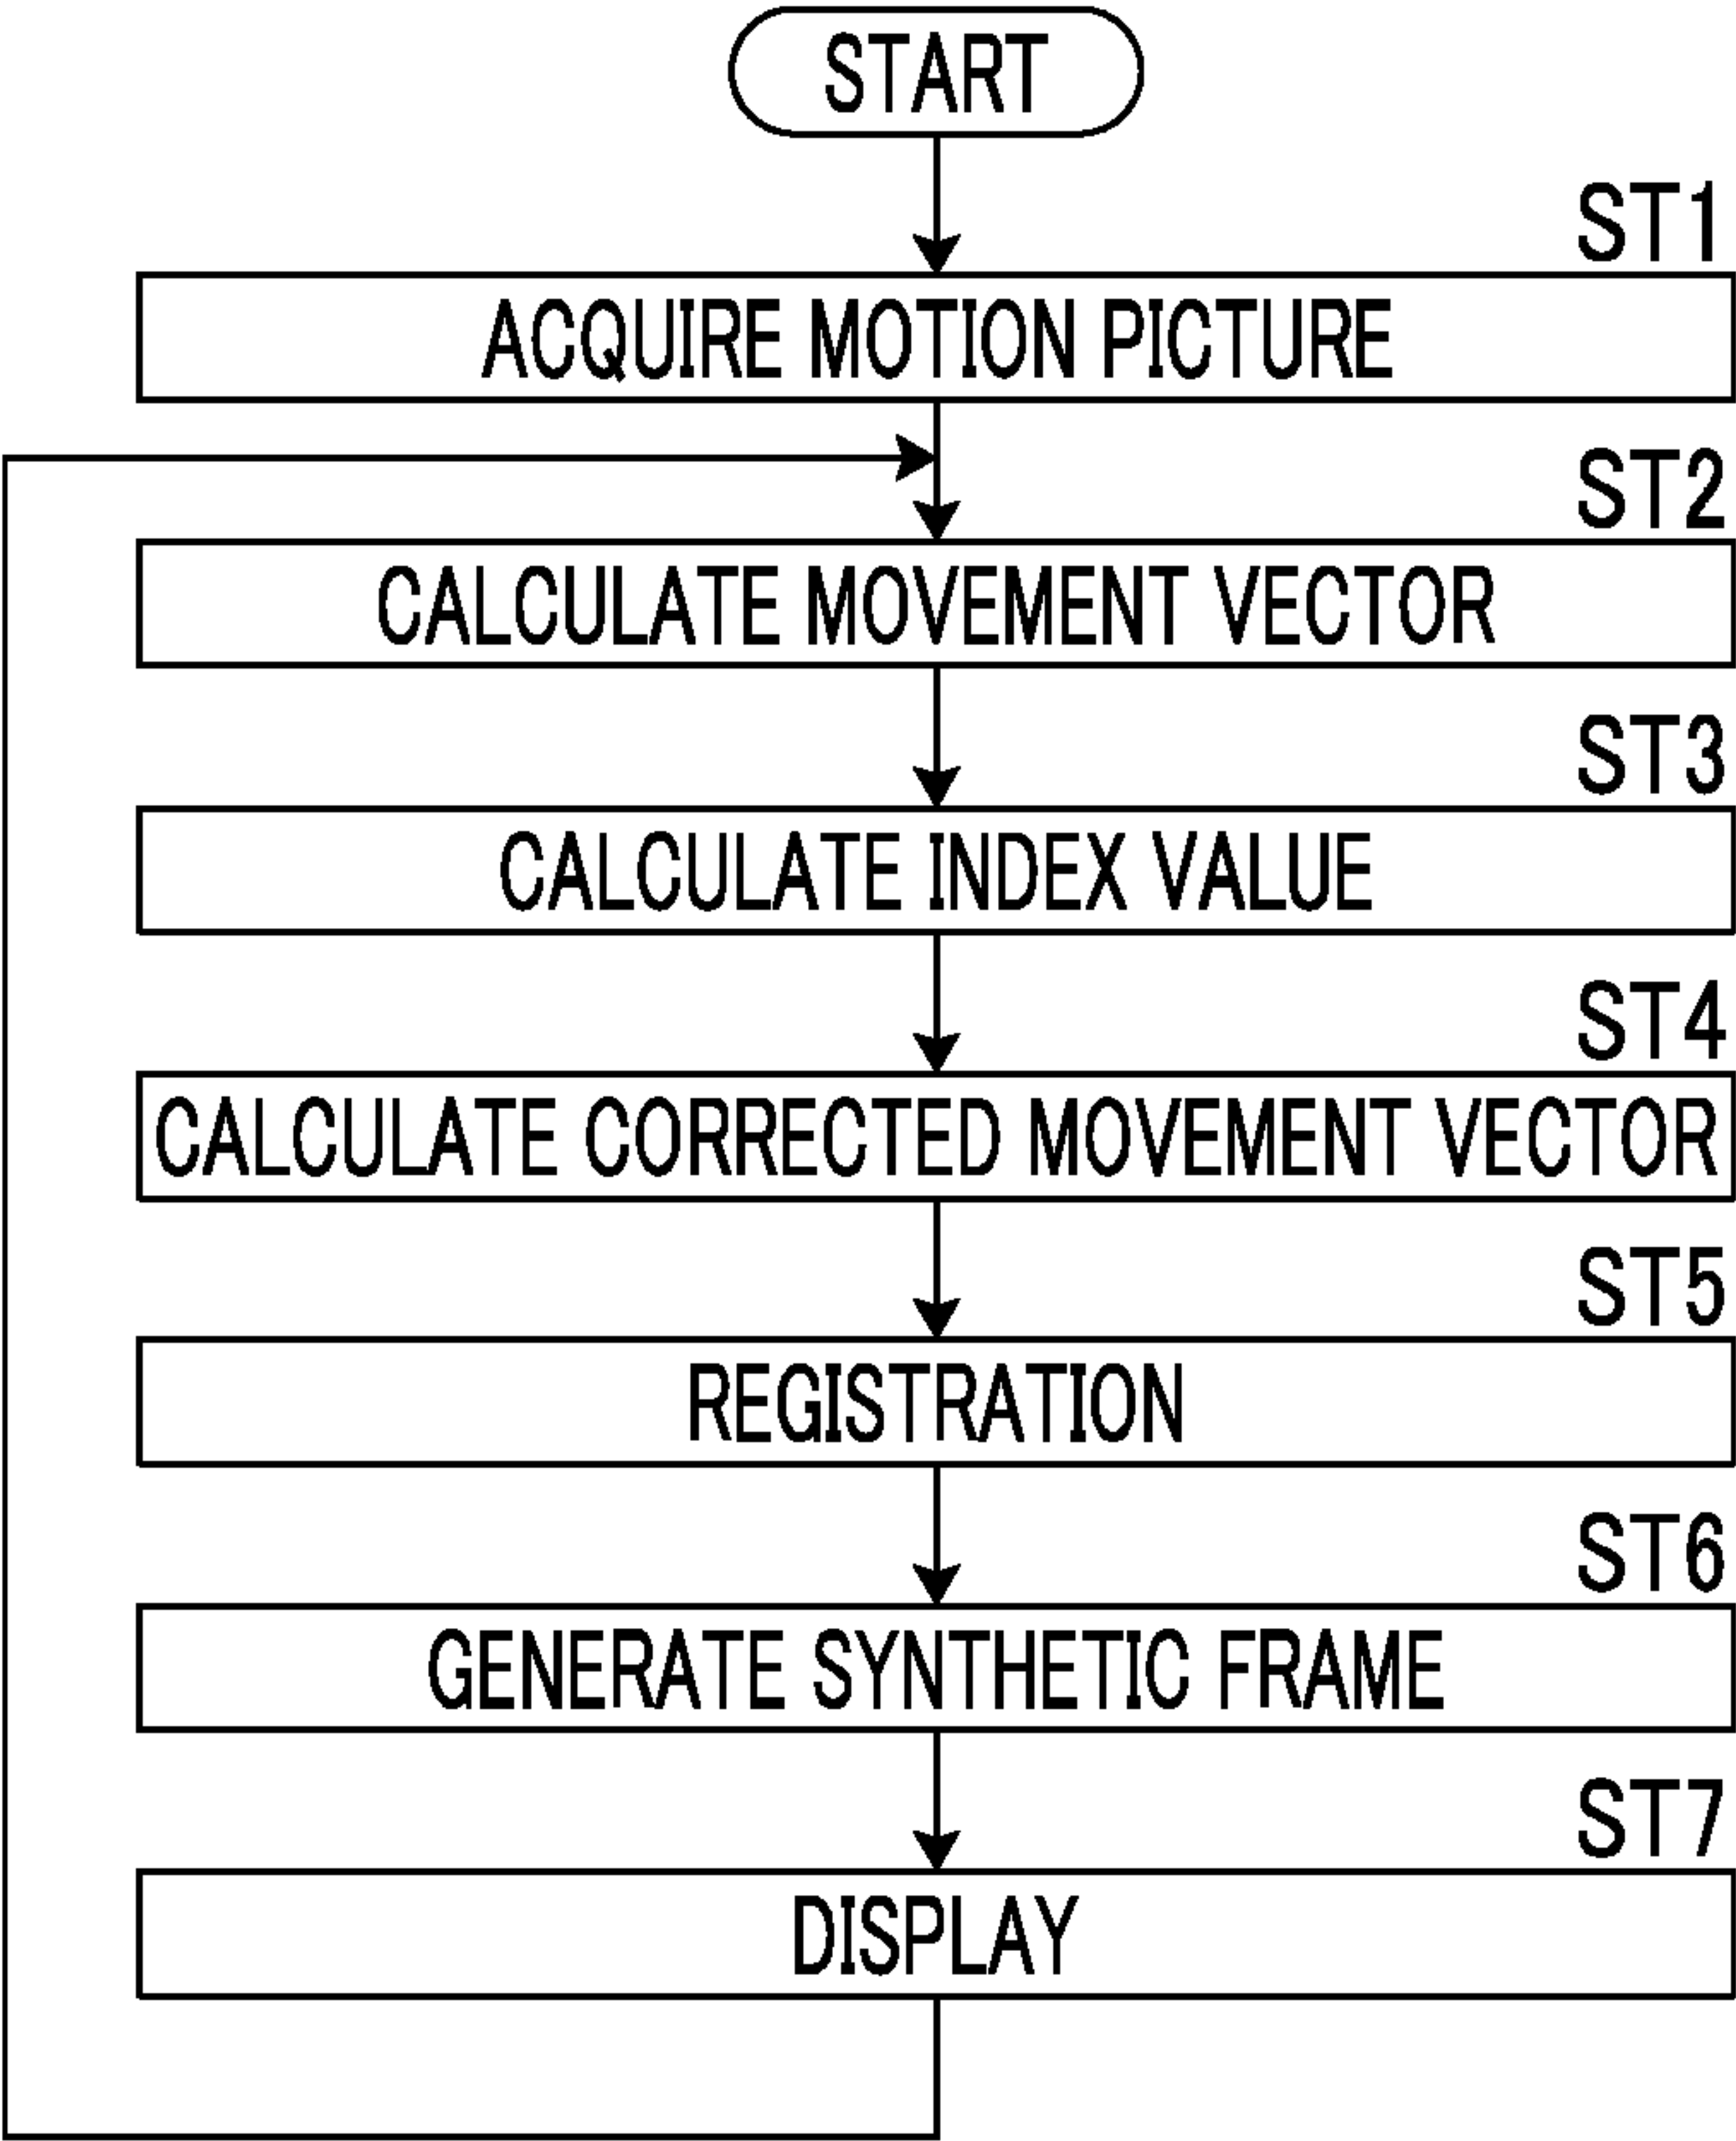 START
ST1
ACQUIRE MOTION PICTURE
ST2
CALCULATE MOVEMENT VECTOR
ST3
CALCULATE INDEX VALUE
ST4
CALCULATE CORRECTED MOVEMENT VECTOR
ST5
REGISTRATION
ST6
GENERATE SYNTHETIC FRAME
ST7
DISPLAY